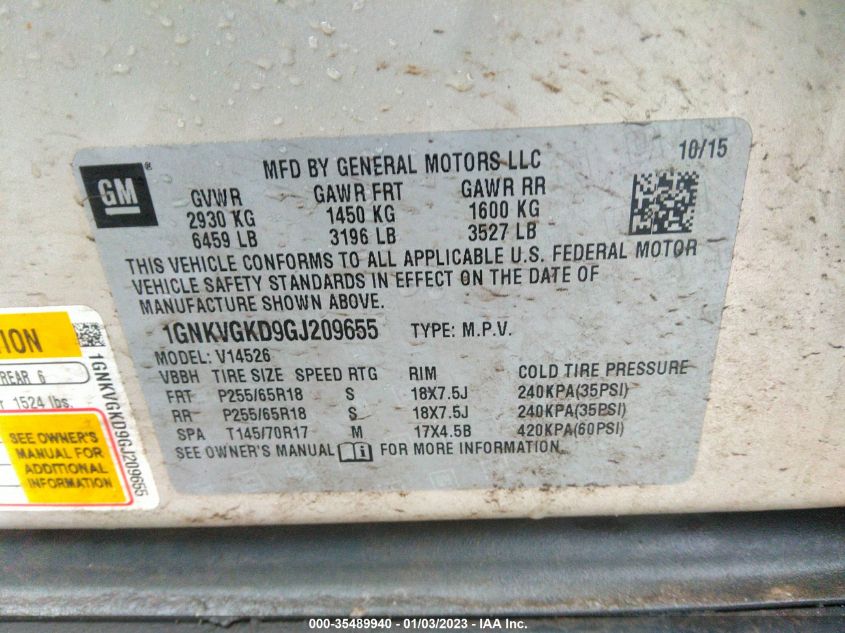 MFD BY GENERAL MOTORS LLC 10/15
GM®
GVWR GAWR FRT GAWR RR
2930 KG 1450 KG 1600 KG
6459 LB 3196 LB 3527 LB
THIS VEHICLE CONFORMS TO ALL APPLICABLE U.S. FEDERAL MOTOR
VEHICLE SAFETY STANDARDS IN EFFECT ON THE DATE OF
MANUFACTURE SHOWN ABOVE.
1GNKVGKD9GJ209655 TYPE: M.P.V.
MODEL: V14526
VBBH TIRE SIZE SPEED RTG RIM COLD TIRE PRESSURE
FRT P255/65R18 S 18X7.5J 240KPA(35PSI)
RR P255/65R18 S 18X7.5J 240KPA(35PSI)
SPA T145/70R17 M 17X4.5B 420KPA(60PSI)
SEE OWNER'S MANUAL FOR MORE INFORMATION.
REAR 6
1524 lbs.
SEE OWNER'S
MANUAL FOR
ADDITIONAL
INFORMATION
1GNKVGKD9GJ209655
000-35489940 - 01/03/2023 - IAA Inc.